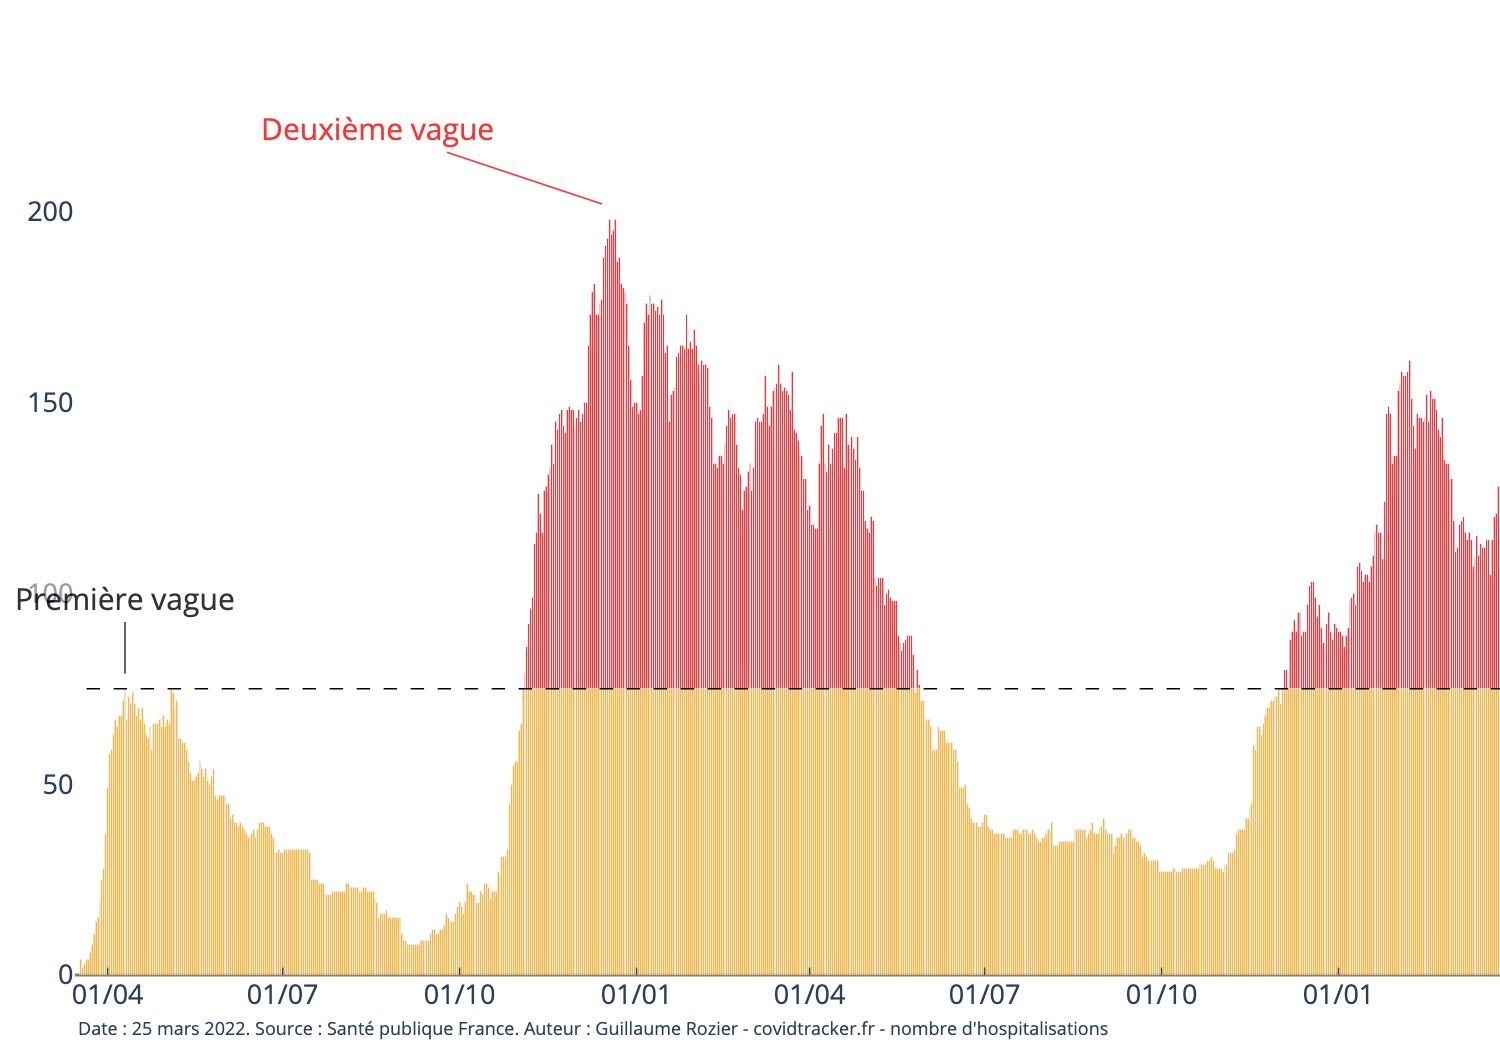 Deuxième vague
200
150
100
Première vague
50
0
01/04 01/07 01/10 01/01 01/04 01/07 01/10 01/01
Date : 25 mars 2022. Source : Santé publique France. Auteur : Guillaume Rozier - covidtracker.fr - nombre d'hospitalisations